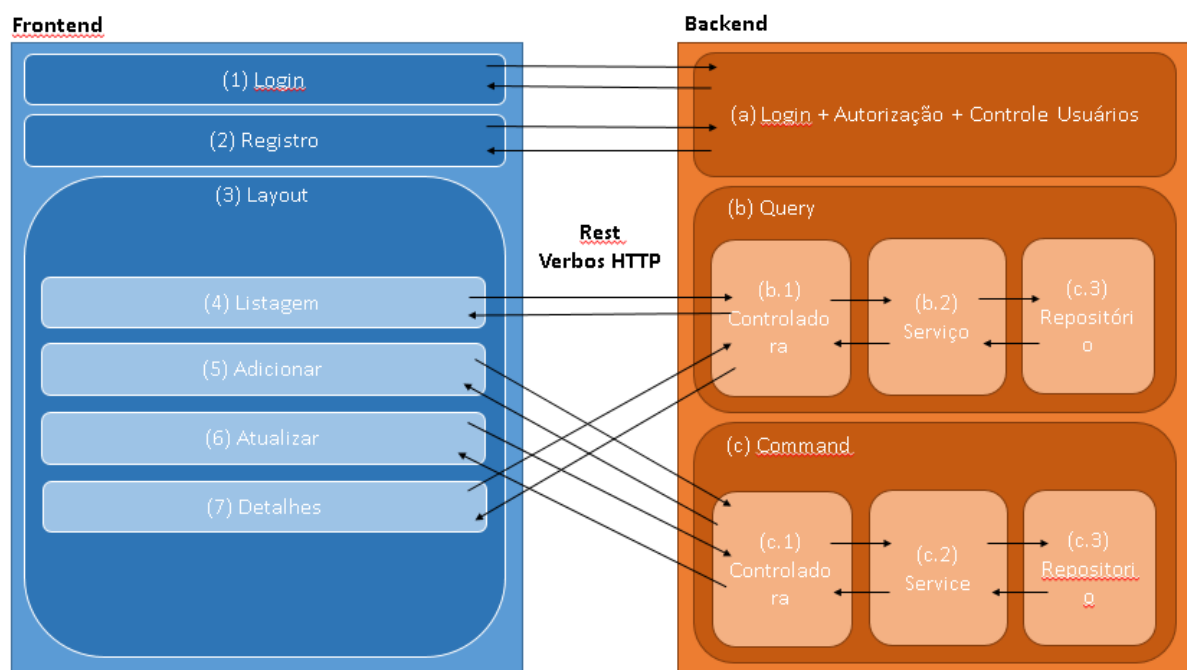 Frontend
(1) Login
(2) Registro
(3) Layout
(4) Listagem
(5) Adicionar
(6) Atualizar
(7) Detalhes
Rest
Verbos HTTP
Backend
(a) Login + Autorização + Controle Usuários
(b) Query
(b.1)
Controlado
ra
(b.2)
Serviço
(c.3)
Repositóri
o
(c) Command
(c.1)
Controlado
ra
(c.2)
Service
(c.3)
Repositori
o